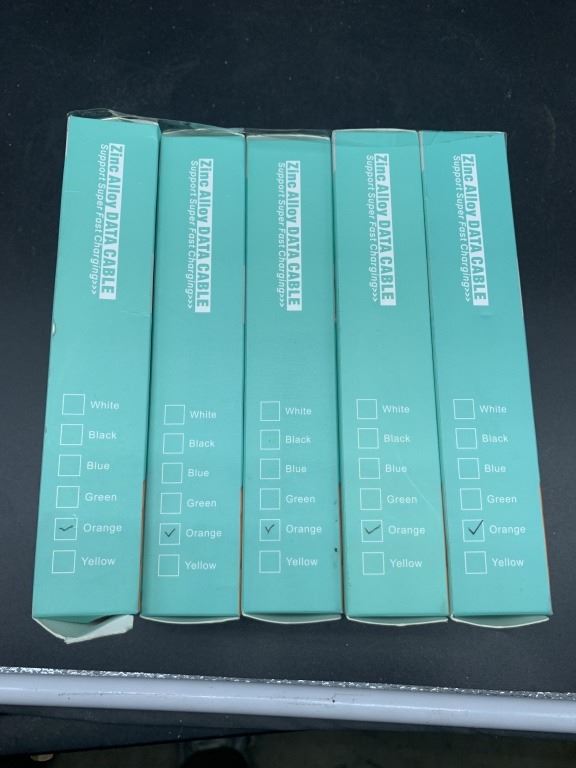 Zinc Alloy DATA CABLE
Support Super Fast Charging>>>
White
Black
Blue
Green
Orange
Yellow
Zinc Alloy DATA CABLE
Support Super Fast Charging>>>
White
Black
Blue
Green
Orange
Yellow
Zinc Alloy DATA CABLE
Support Super Fast Charging>>>
White
Black
Blue
Green
Orange
Yellow
Zinc Alloy DATA CABLE
Support Super Fast Charging>>>
White
Black
Blue
Green
Orange
Yellow
Zinc Alloy DATA CABLE
Support Super Fast Charging>>>
White
Black
Blue
Green
Orange
Yellow